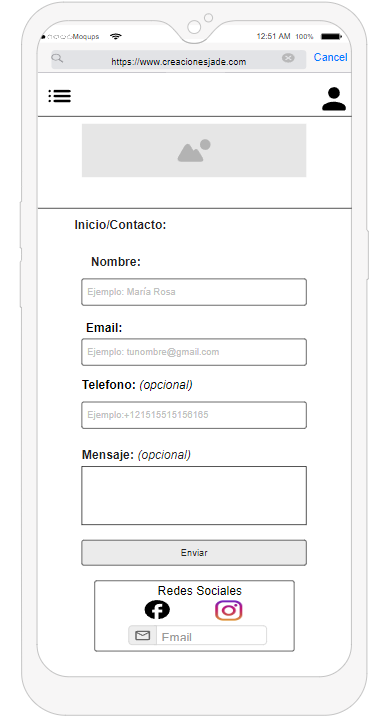 Moqups 12:51 AM 100%
https://www.creacionesjade.com Cancel
Inicio/Contacto:
Nombre:
Ejemplo: María Rosa
Email:
Ejemplo: tunombre@gmail.com
Telefono: (opcional)
Ejemplo:+121515515156165
Mensaje: (opcional)
Enviar
Redes Sociales
Email